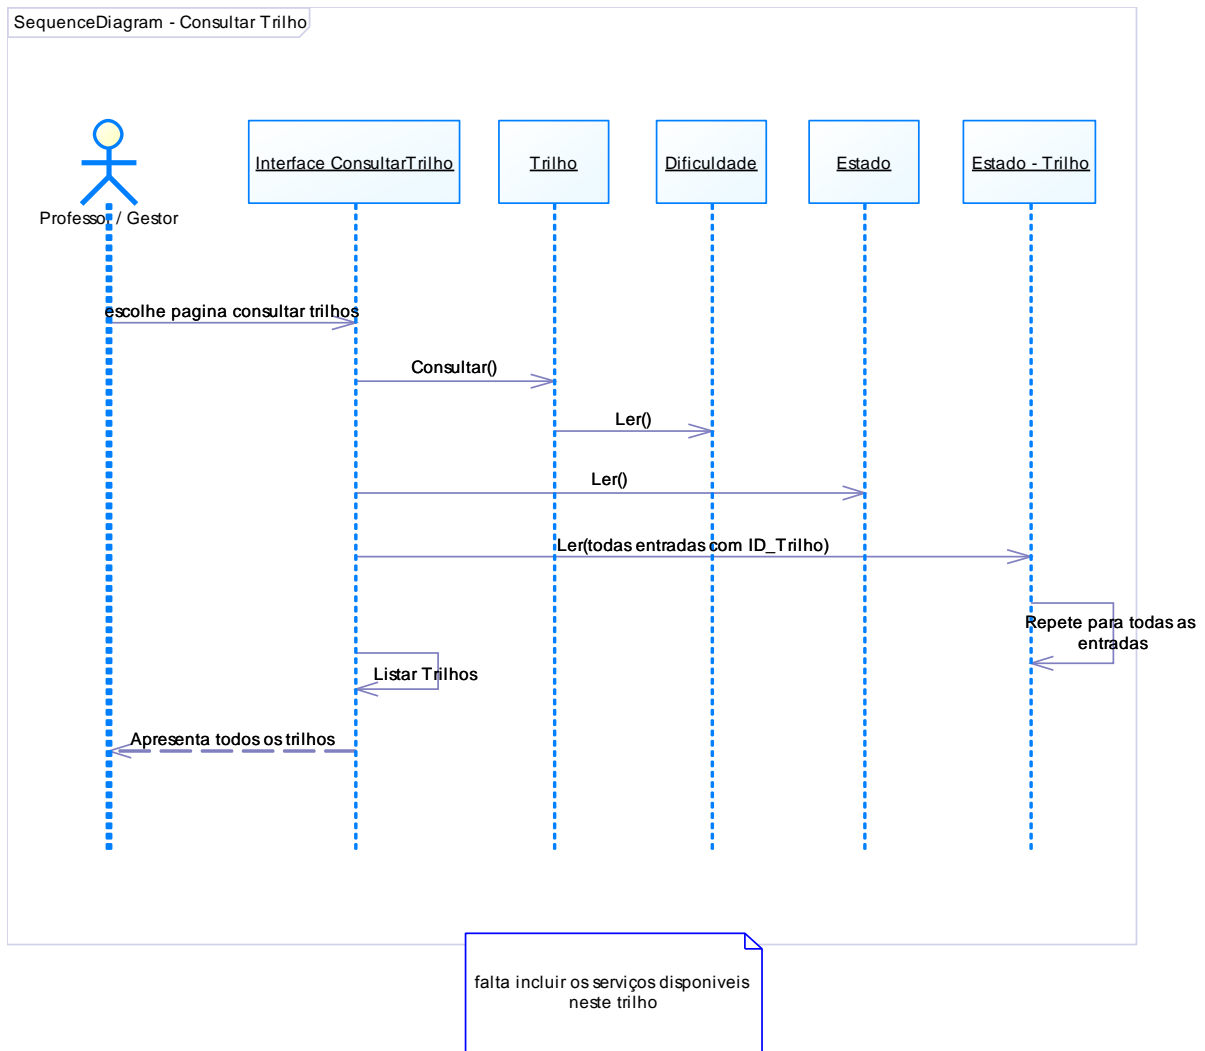 SequenceDiagram - Consultar Trilho
Professor / Gestor
Interface ConsultarTrilho
Trilho
Dificuldade
Estado
Estado - Trilho
escolhe pagina consultar trilhos
Consultar()
Ler()
Ler()
Ler(todas entradas com ID_Trilho)
Repete para todas as
entradas
Listar Trilhos
Apresenta todos os trilhos
falta incluir os serviços disponiveis
neste trilho